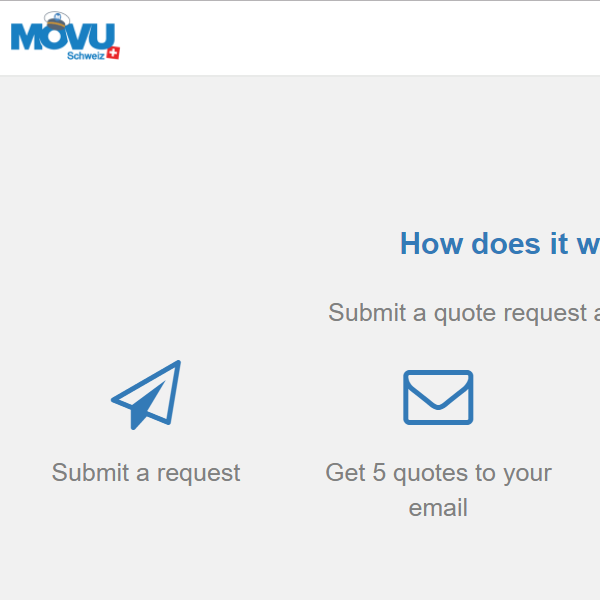 MOVU
Schweiz
How does it w
Submit a quote request a
Submit a request
Get 5 quotes to your
email